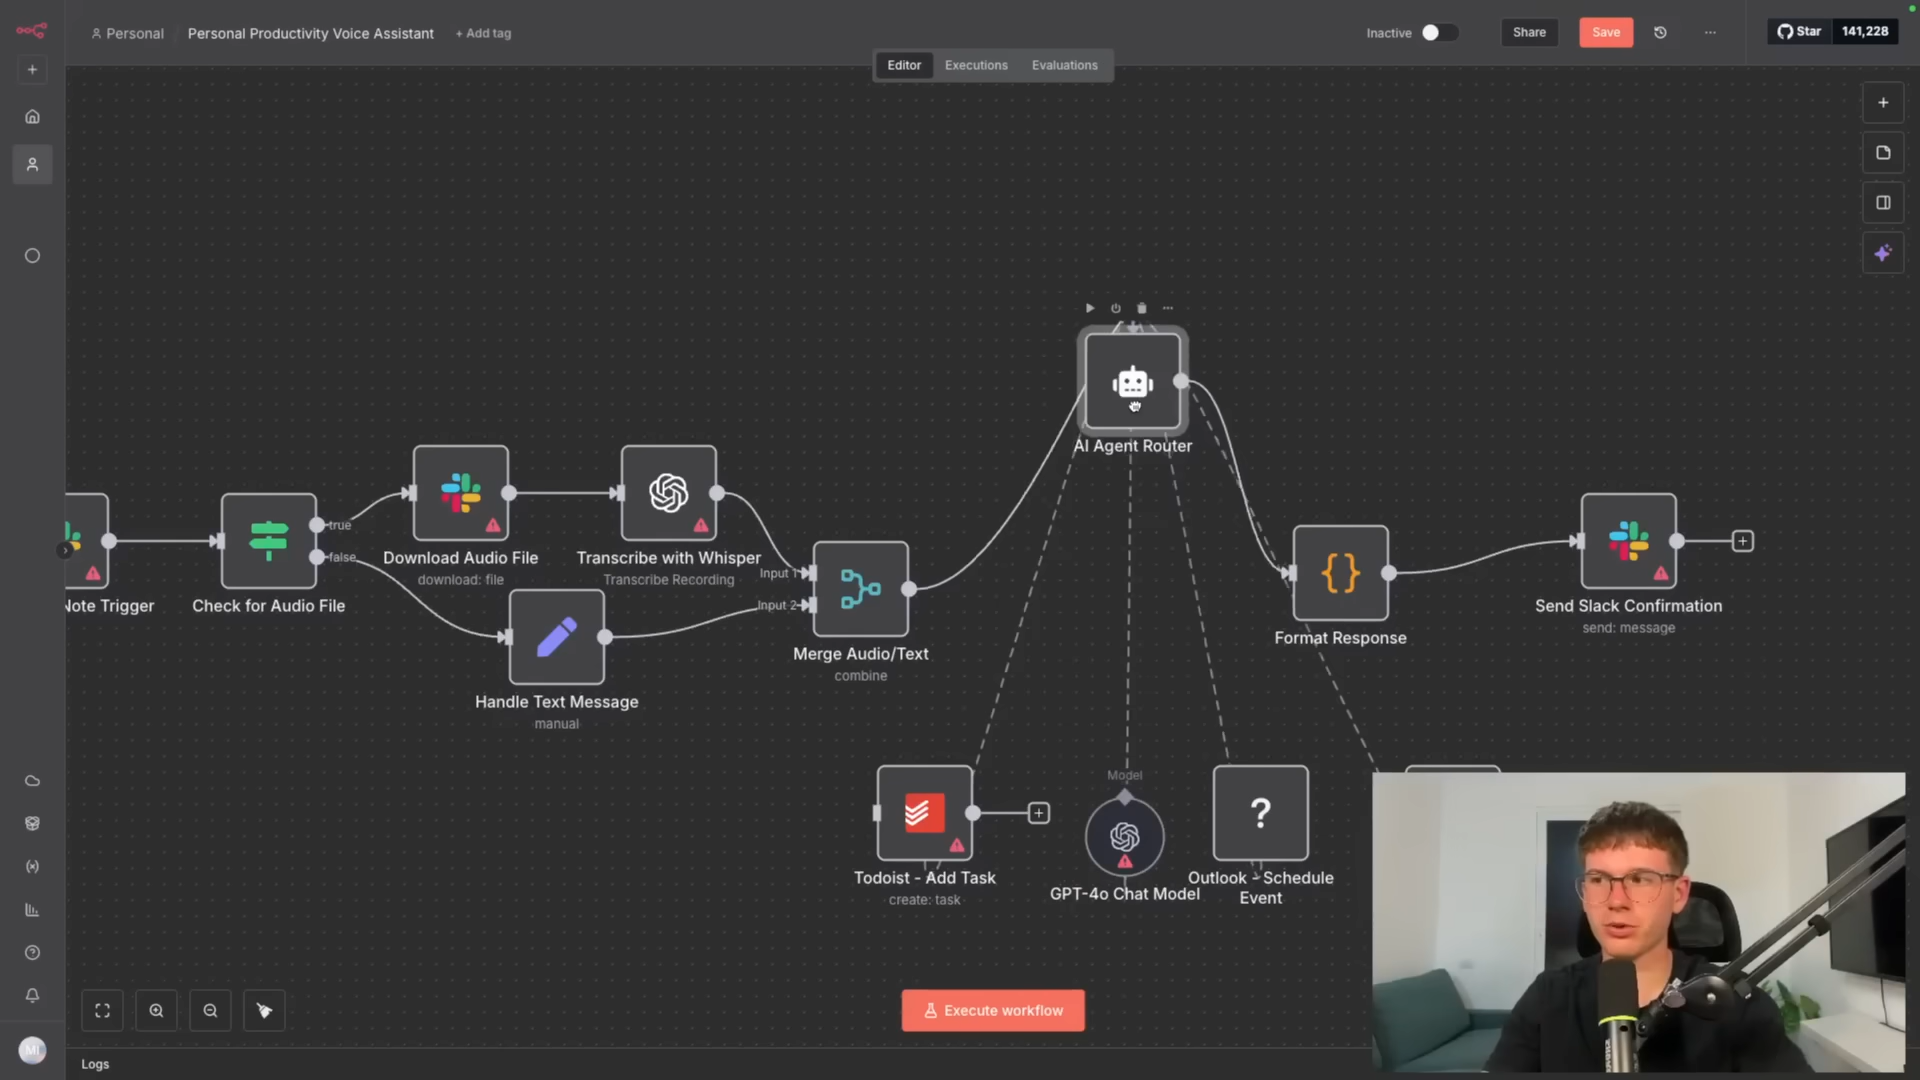 Personal
Personal Productivity Voice Assistant
+ Add tag
Inactive
Share
Save
Star
141,228
Editor
Executions
Evaluations
AI Agent Router
true
false
Download Audio File
download: file
Transcribe with Whisper
Transcribe Recording
Input 1
Input 2
Note Trigger
Check for Audio File
Merge Audio/Text
combine
Handle Text Message
manual
Format Response
Send Slack Confirmation
send: message
Model
?
Todoist - Add Task
create: task
GPT-4o Chat Model
Outlook - Schedule
Event
Execute workflow
MI
Logs